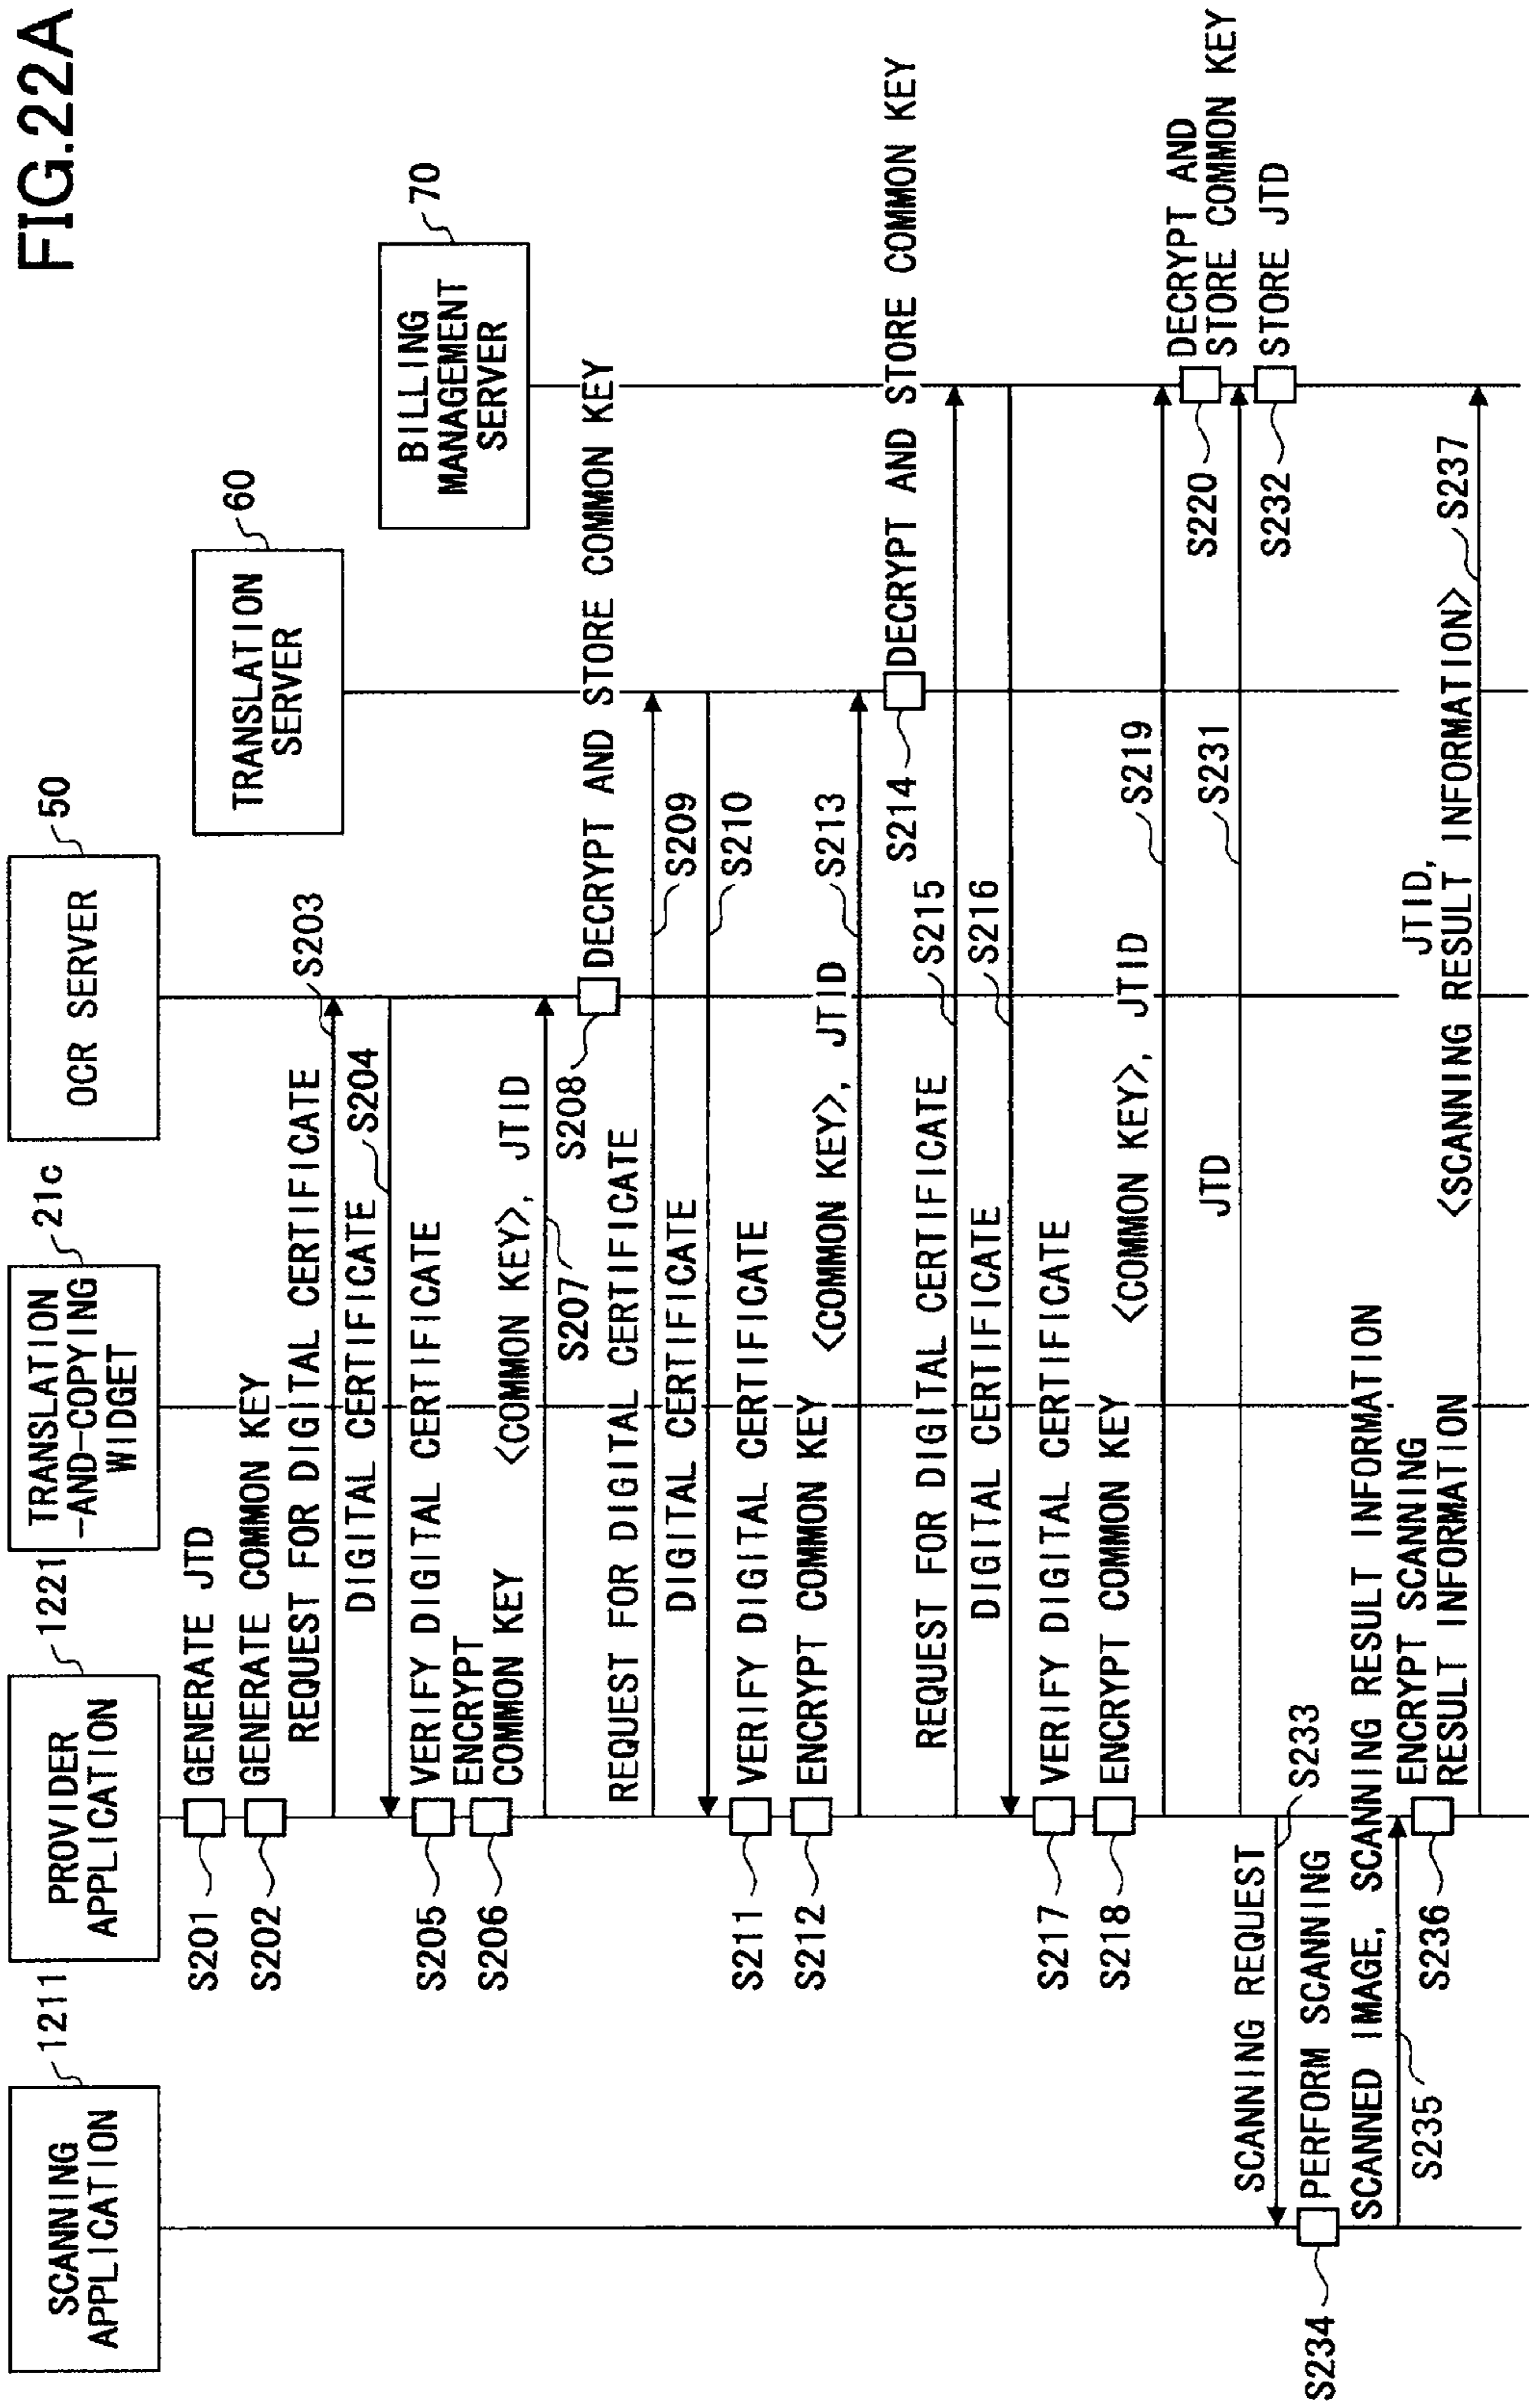 FIG.22A
SCANNING
APPLICATION
1211
PROVIDER
APPLICATION
1221
TRANSLATION
-AND-COPYING
WIDGET
21c
OCR SERVER
50
TRANSLATION
SERVER
60
BILLING
MANAGEMENT
SERVER
70
S201
GENERATE JTD
S202
GENERATE COMMON KEY
REQUEST FOR DIGITAL CERTIFICATE
S203
DIGITAL CERTIFICATE
S204
S205
VERIFY DIGITAL CERTIFICATE
S206
ENCRYPT
COMMON KEY
<COMMON KEY>, JTID
S207
S208
DECRYPT AND STORE COMMON KEY
REQUEST FOR DIGITAL CERTIFICATE
S209
DIGITAL CERTIFICATE
S210
S211
VERIFY DIGITAL CERTIFICATE
S212
ENCRYPT COMMON KEY
<COMMON KEY>, JTID
S213
S214
DECRYPT AND STORE COMMON KEY
REQUEST FOR DIGITAL CERTIFICATE
S215
DIGITAL CERTIFICATE
S216
S217
VERIFY DIGITAL CERTIFICATE
S218
ENCRYPT COMMON KEY
<COMMON KEY>, JTID
S219
S220
DECRYPT AND
STORE COMMON KEY
JTD
S231
S232
STORE JTD
SCANNING REQUEST
S233
S234
PERFORM SCANNING
SCANNED IMAGE, SCANNING RESULT INFORMATION
S235
S236
ENCRYPT SCANNING
RESULT INFORMATION
JTID,
<SCANNING RESULT INFORMATION>
S237